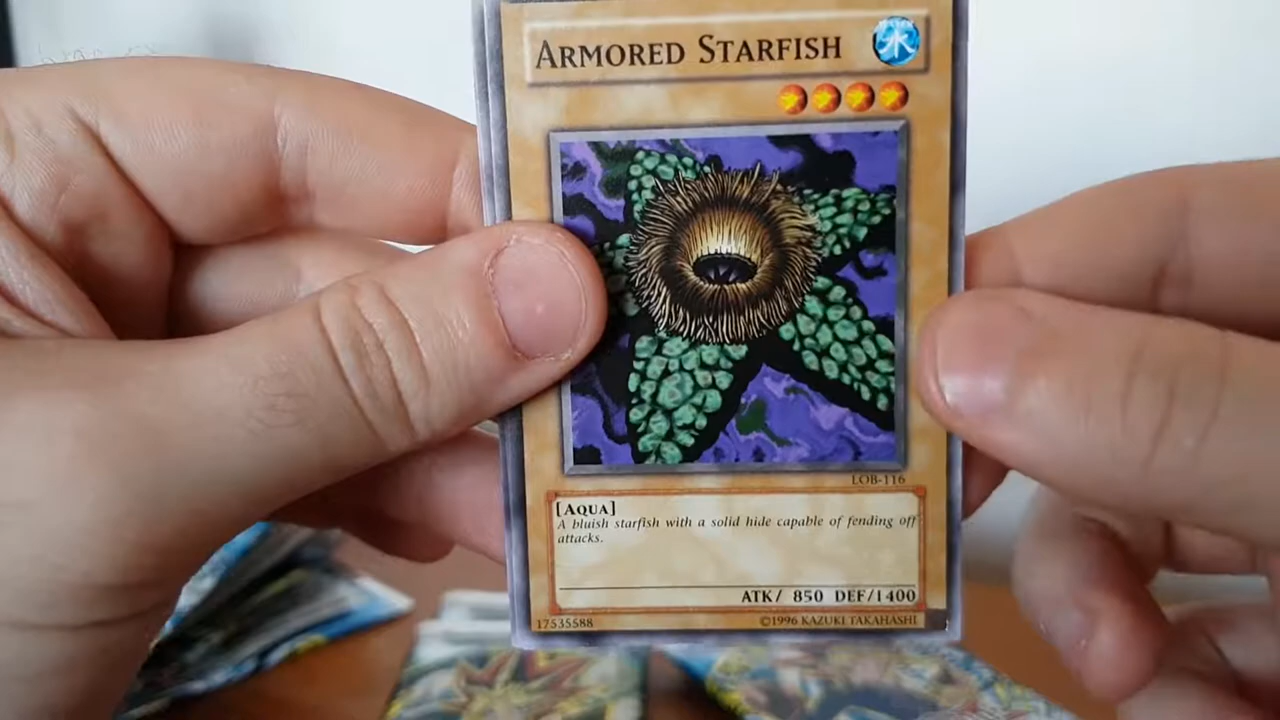 ARMORED STARFISH
水
LOB-116
[AQUA]
A bluish starfish with a solid hide capable of fending off
attacks.
ATK/ 850 DEF/1400
17535588 ©1996 KAZUKI TAKAHASHI